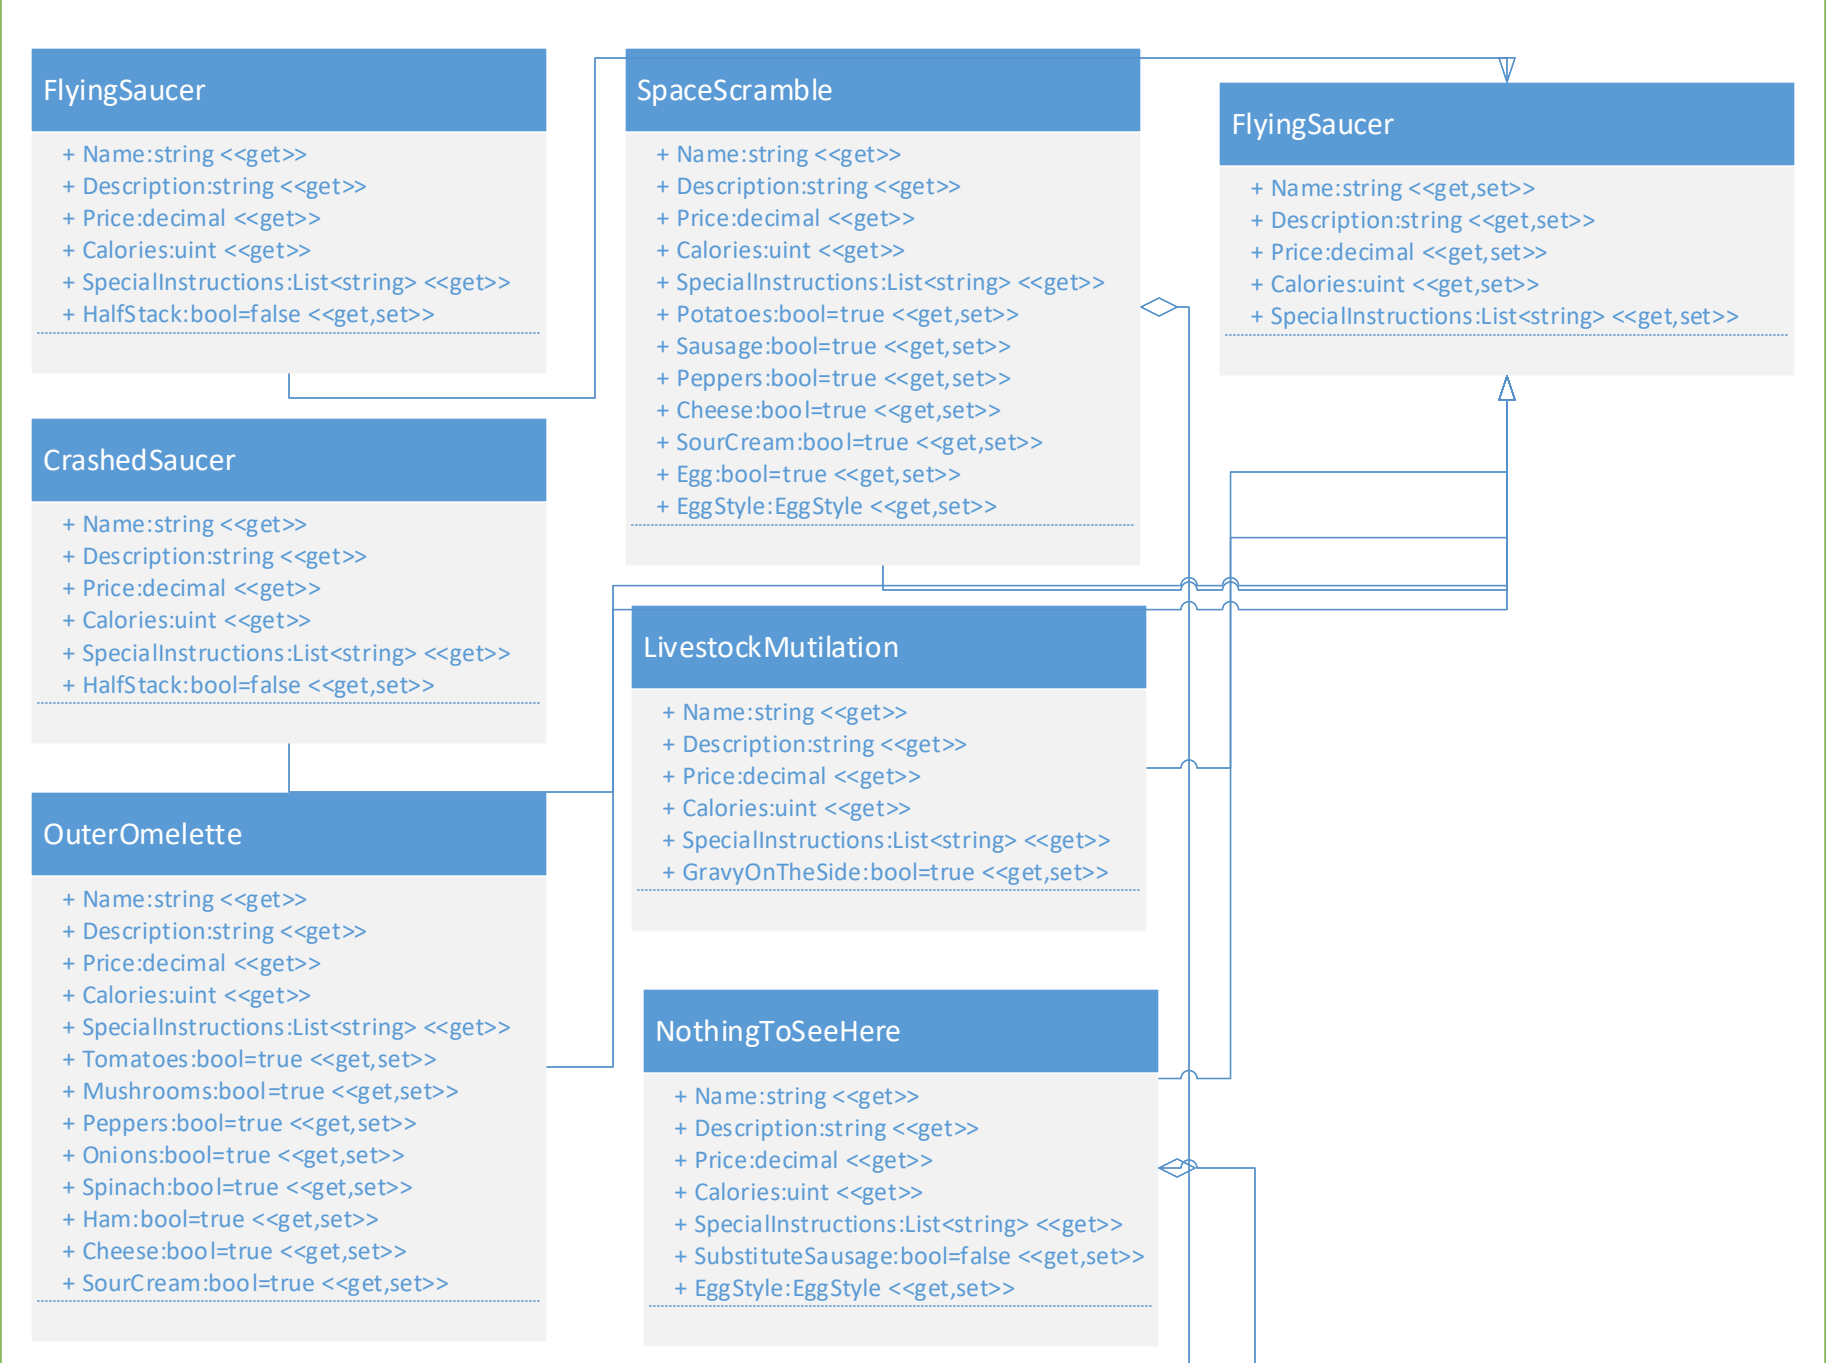 FlyingSaucer
+ Name:string <<get>>
+ Description:string <<get>>
+ Price:decimal <<get>>
+ Calories:uint <<get>>
+ SpecialInstructions:List<string> <<get>>
+ HalfStack:bool=false <<get,set>>
CrashedSaucer
+ Name:string <<get>>
+ Description:string <<get>>
+ Price:decimal <<get>>
+ Calories:uint <<get>>
+ SpecialInstructions:List<string> <<get>>
+ HalfStack:bool=false <<get,set>>
OuterOmelette
+ Name:string <<get>>
+ Description:string <<get>>
+ Price:decimal <<get>>
+ Calories:uint <<get>>
+ SpecialInstructions:List<string> <<get>>
+ Tomatoes:bool=true <<get,set>>
+ Mushrooms:bool=true <<get,set>>
+ Peppers:bool=true <<get,set>>
+ Onions:bool=true <<get,set>>
+ Spinach:bool=true <<get,set>>
+ Ham:bool=true <<get,set>>
+ Cheese:bool=true <<get,set>>
+ SourCream:bool=true <<get,set>>
SpaceScramble
+ Name:string <<get>>
+ Description:string <<get>>
+ Price:decimal <<get>>
+ Calories:uint <<get>>
+ SpecialInstructions:List<string> <<get>>
+ Potatoes:bool=true <<get,set>>
+ Sausage:bool=true <<get,set>>
+ Peppers:bool=true <<get,set>>
+ Cheese:bool=true <<get,set>>
+ SourCream:bool=true <<get,set>>
+ Egg:bool=true <<get,set>>
+ EggStyle:EggStyle <<get,set>>
LivestockMutilation
+ Name:string <<get>>
+ Description:string <<get>>
+ Price:decimal <<get>>
+ Calories:uint <<get>>
+ SpecialInstructions:List<string> <<get>>
+ GravyOnTheSide:bool=true <<get,set>>
NothingToSeeHere
+ Name:string <<get>>
+ Description:string <<get>>
+ Price:decimal <<get>>
+ Calories:uint <<get>>
+ SpecialInstructions:List<string> <<get>>
+ SubstituteSausage:bool=false <<get,set>>
+ EggStyle:EggStyle <<get,set>>
FlyingSaucer
+ Name:string <<get,set>>
+ Description:string <<get,set>>
+ Price:decimal <<get,set>>
+ Calories:uint <<get,set>>
+ SpecialInstructions:List<string> <<get,set>>